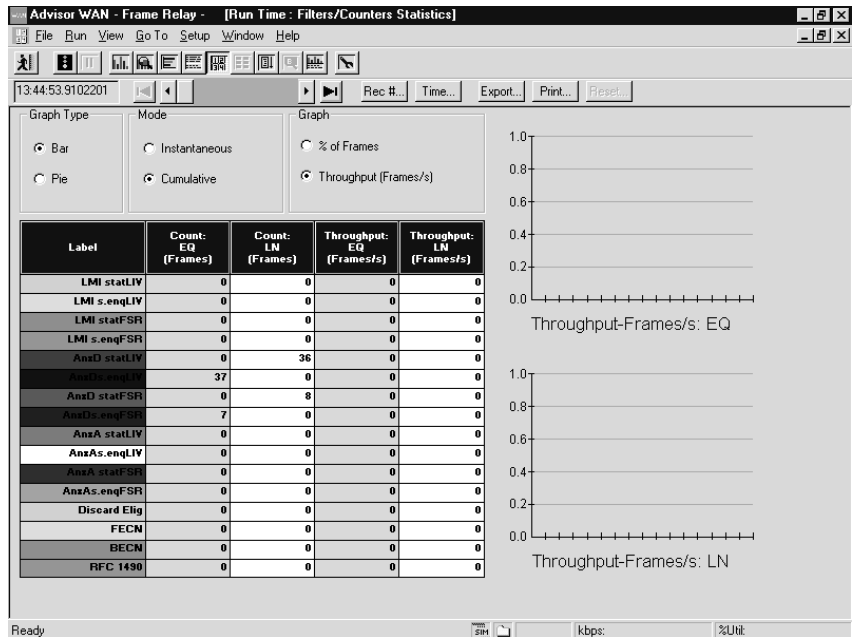 Advisor WAN - Frame Relay - [Run Time : Filters/Counters Statistics]
File Run View Go To Setup Window Help
13:44:53.9102201 Rec #... Time... Export... Print... Reset...
Graph Type Mode Graph
Bar Instantaneous % of Frames
Pie Cumulative Throughput (Frames/s)
Label Count: EQ (Frames) Count: LN (Frames) Throughput: EQ (Frames/s) Throughput: LN (Frames/s)
LMI statLIV 0 0 0 0
LMI s.enqLIV 0 0 0 0
LMI statFSR 0 0 0 0
LMI s.enqFSR 0 0 0 0
AnxD statLIV 0 36 0 0
AnxDs.enqLIV 37 0 0 0
AnxD statFSR 0 8 0 0
AnxDs.enqFSR 7 0 0 0
AnxA statLIV 0 0 0 0
AnxAs.enqLIV 0 0 0 0
AnxA statFSR 0 0 0 0
AnxAs.enqFSR 0 0 0 0
Discard Elig 0 0 0 0
FECN 0 0 0 0
BECN 0 0 0 0
RFC 1490 0 0 0 0
1.0
0.8
0.6
0.4
0.2
0.0
Throughput-Frames/s: EQ
1.0
0.8
0.6
0.4
0.2
0.0
Throughput-Frames/s: LN
Ready SIM kbps: %Util: